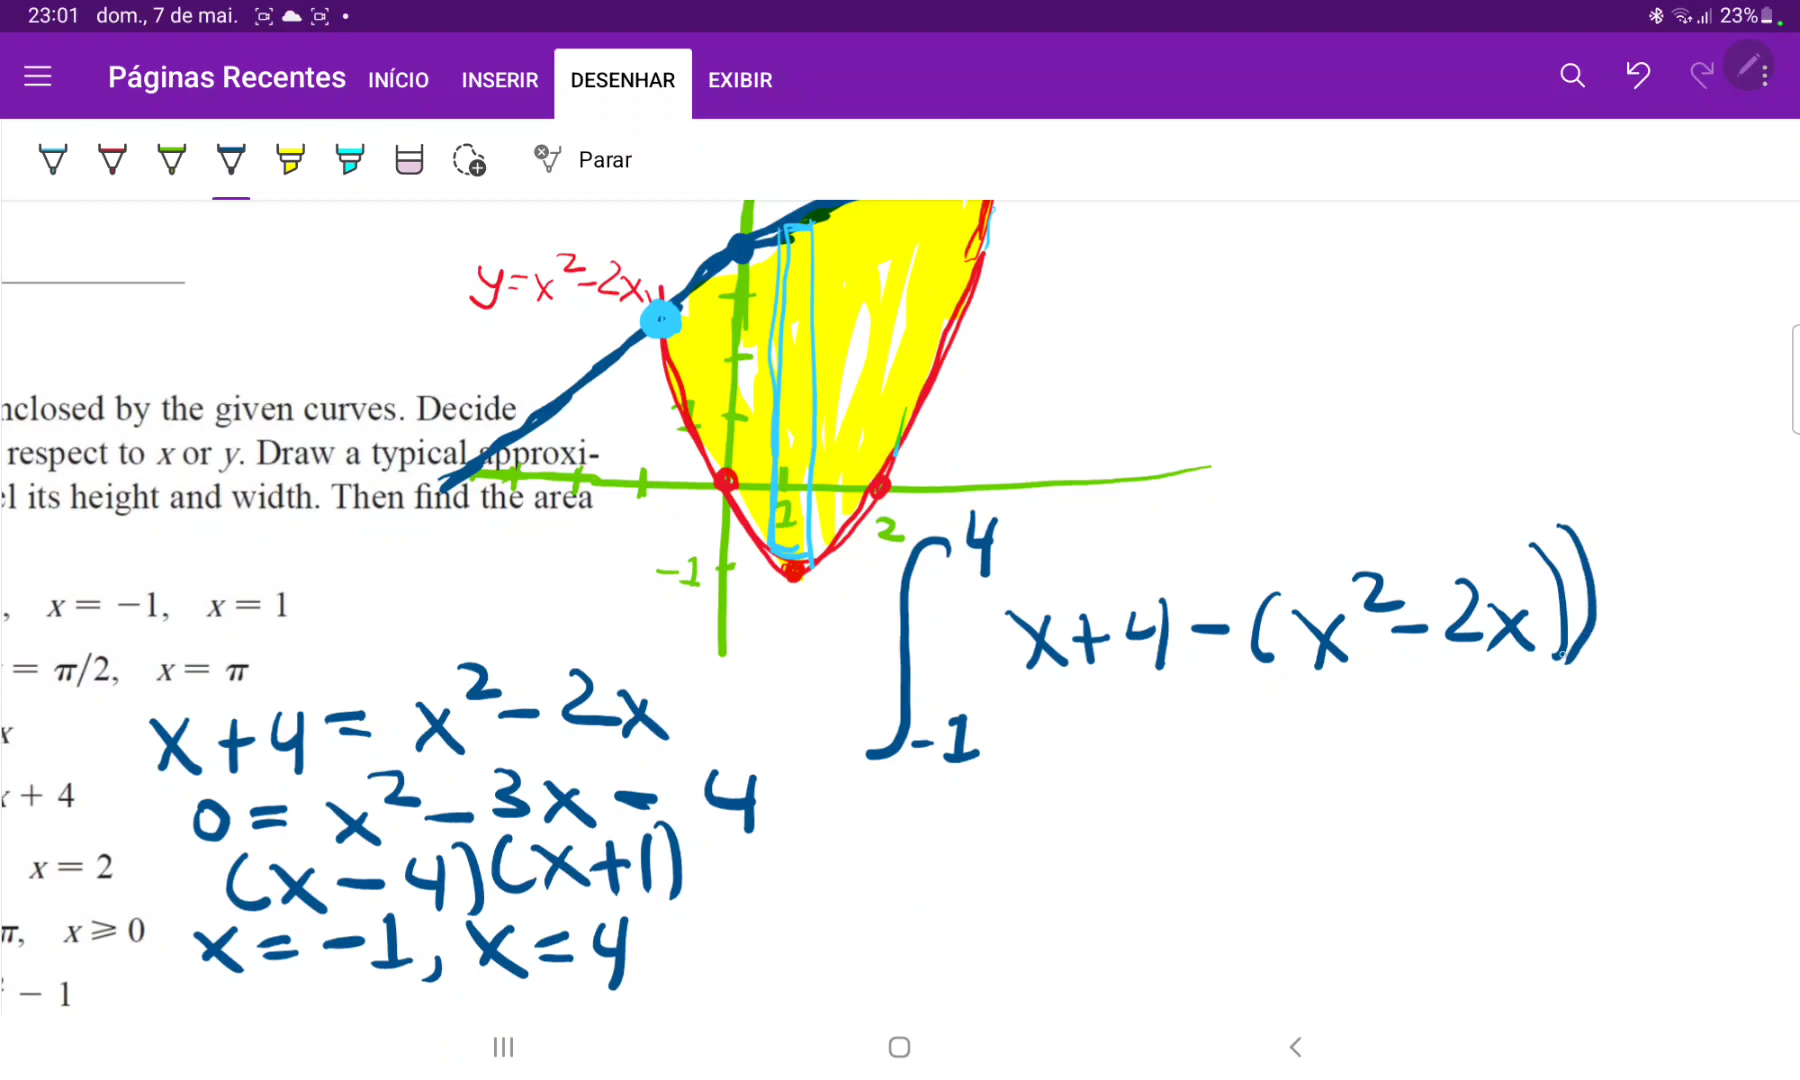 23:01 dom., 7 de mai.
23%
Páginas Recentes INÍCIO INSERIR DESENHAR EXIBIR
Parar
y=x²-2x
nclosed by the given curves. Decide
respect to x or y. Draw a typical approxi-
el its height and width. Then find the area
1
2
-1
, x = −1, x = 1
= π/2, x = π
x
x + 4
x = 2
π, x ⩾ 0
² − 1
x+4 = x²-2x
0 = x²-3x-4
(x-4)(x+1)
x=-1, x=4
∫₋₁⁴ x+4-(x²-2x))